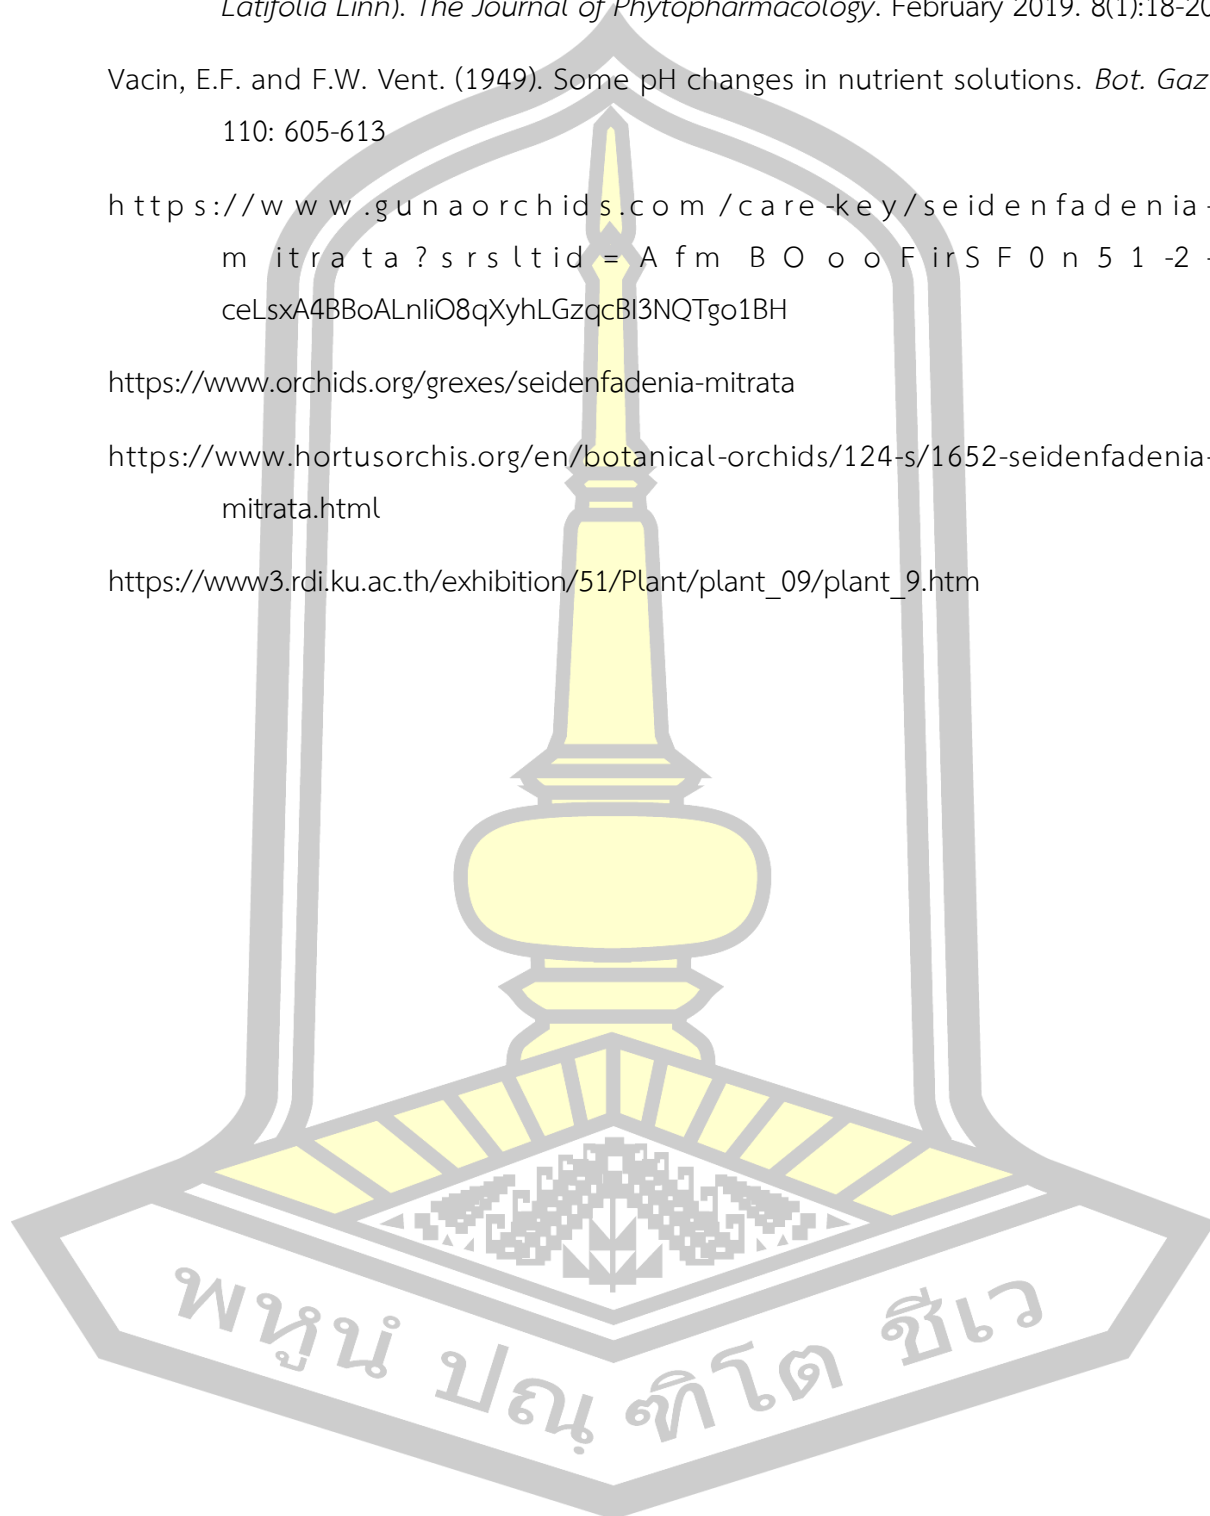 Latifolia Linn). The Journal of Phytopharmacology. February 2019. 8(1):18-20
Vacin, E.F. and F.W. Vent. (1949). Some pH changes in nutrient solutions. Bot. Gaz.
110: 605-613
https://www.gunaorchids.com/care-key/seidenfadenia-
mitrata?srsltid=AfmBOooFirSF0n51-2-
ceLsxA4BBoALnIiO8qXyhLGzqcBI3NQTgo1BH
https://www.orchids.org/grexes/seidenfadenia-mitrata
https://www.hortusorchis.org/en/botanical-orchids/124-s/1652-seidenfadenia-
mitrata.html
https://www3.rdi.ku.ac.th/exhibition/51/Plant/plant_09/plant_9.htm
พหูนํ ปณฺฑิโต ชีเว